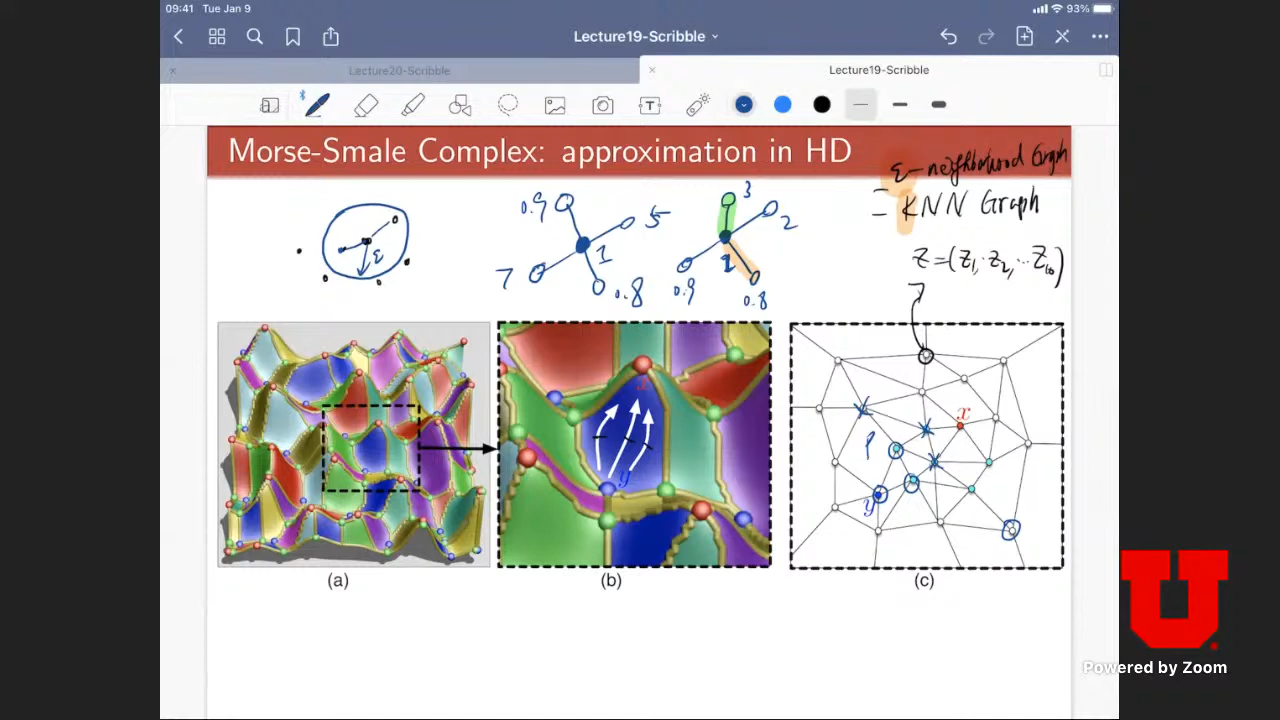 09:41 Tue Jan 9
93%
Lecture19-Scribble
Lecture20-Scribble
Lecture19-Scribble
T
Morse-Smale Complex: approximation in HD
ε-neighborhood Graph
= KNN Graph
z=(z₁, z₂, ⋯ z₁₀)
ε
0.9
5
1
7
0.8
3
2
1
0.9
0.8
x
y
x
p
y
(a)
(b)
(c)
U
Powered by Zoom